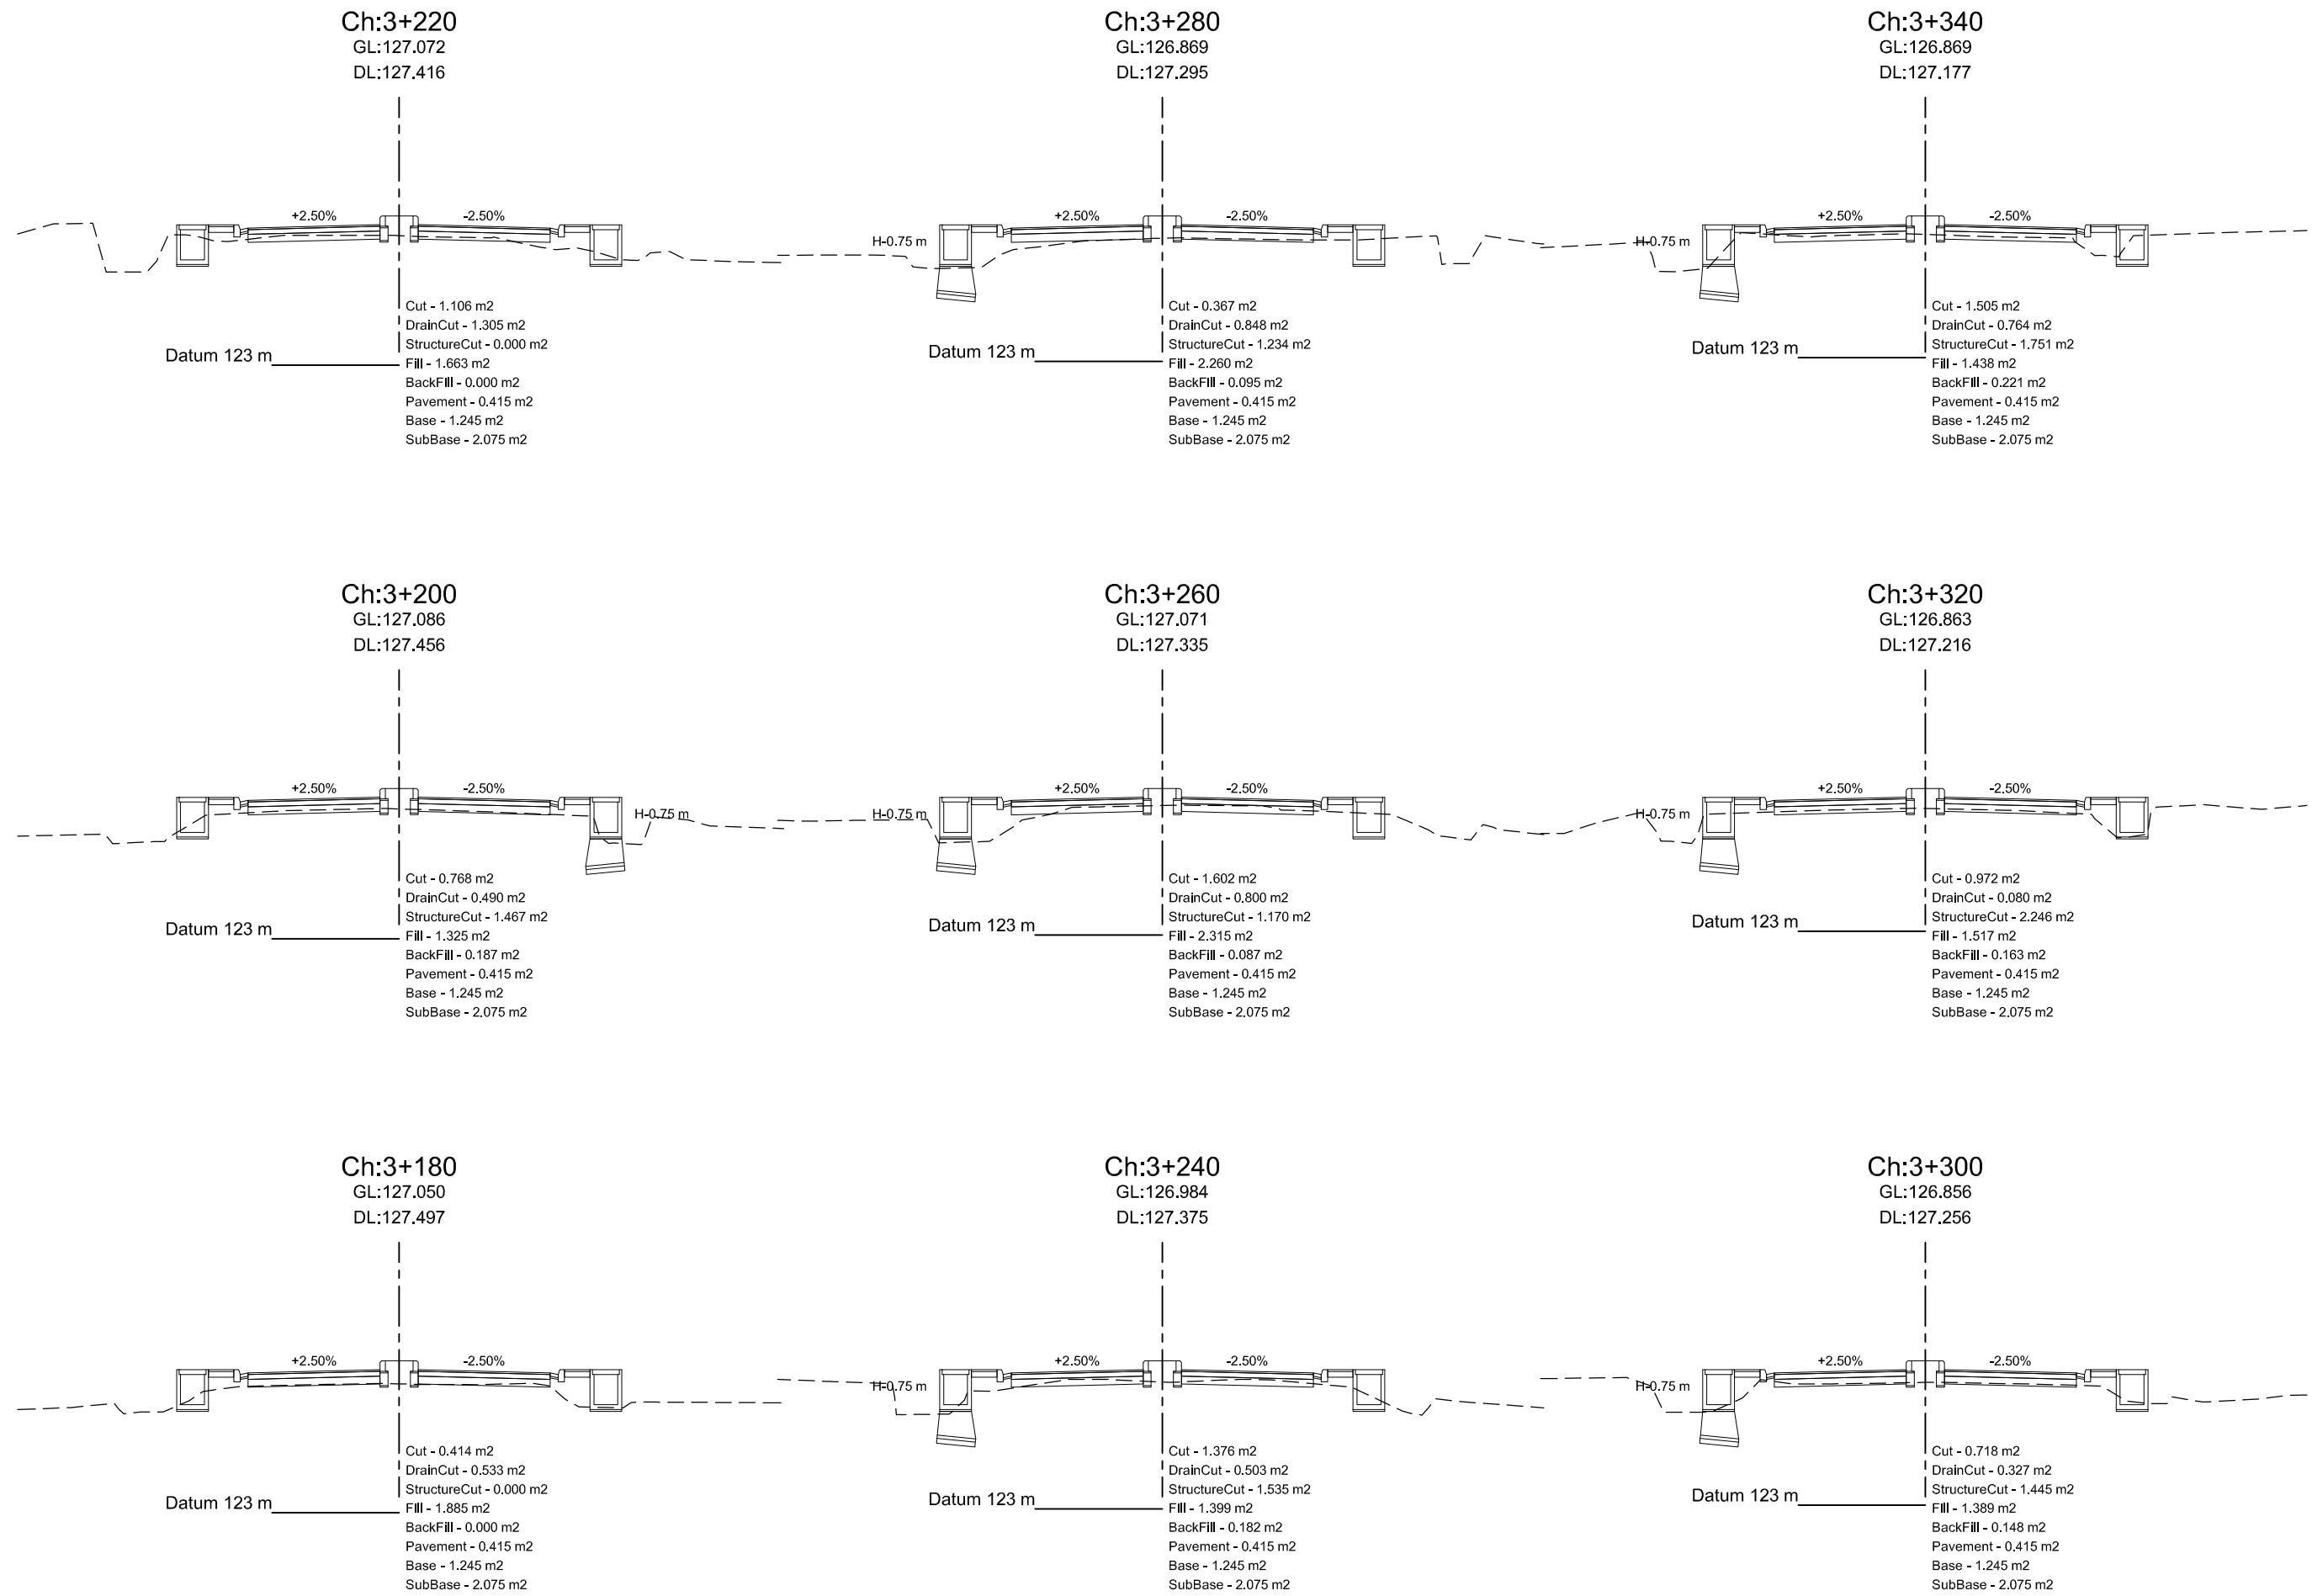 Ch:3+220
GL:127.072
DL:127.416
+2.50%
-2.50%
Cut - 1.106 m2
DrainCut - 1.305 m2
StructureCut - 0.000 m2
Datum 123 m
Fill - 1.663 m2
BackFill - 0.000 m2
Pavement - 0.415 m2
Base - 1.245 m2
SubBase - 2.075 m2
Ch:3+280
GL:126.869
DL:127.295
+2.50%
-2.50%
H-0.75 m
Cut - 0.367 m2
DrainCut - 0.848 m2
StructureCut - 1.234 m2
Datum 123 m
Fill - 2.260 m2
BackFill - 0.095 m2
Pavement - 0.415 m2
Base - 1.245 m2
SubBase - 2.075 m2
Ch:3+340
GL:126.869
DL:127.177
+2.50%
-2.50%
H-0.75 m
Cut - 1.505 m2
DrainCut - 0.764 m2
StructureCut - 1.751 m2
Datum 123 m
Fill - 1.438 m2
BackFill - 0.221 m2
Pavement - 0.415 m2
Base - 1.245 m2
SubBase - 2.075 m2
Ch:3+200
GL:127.086
DL:127.456
+2.50%
-2.50%
H-0.75 m
Cut - 0.768 m2
DrainCut - 0.490 m2
StructureCut - 1.467 m2
Datum 123 m
Fill - 1.325 m2
BackFill - 0.187 m2
Pavement - 0.415 m2
Base - 1.245 m2
SubBase - 2.075 m2
Ch:3+260
GL:127.071
DL:127.335
+2.50%
-2.50%
H-0.75 m
Cut - 1.602 m2
DrainCut - 0.800 m2
StructureCut - 1.170 m2
Datum 123 m
Fill - 2.315 m2
BackFill - 0.087 m2
Pavement - 0.415 m2
Base - 1.245 m2
SubBase - 2.075 m2
Ch:3+320
GL:126.863
DL:127.216
+2.50%
-2.50%
H-0.75 m
Cut - 0.972 m2
DrainCut - 0.080 m2
StructureCut - 2.246 m2
Datum 123 m
Fill - 1.517 m2
BackFill - 0.163 m2
Pavement - 0.415 m2
Base - 1.245 m2
SubBase - 2.075 m2
Ch:3+180
GL:127.050
DL:127.497
+2.50%
-2.50%
Cut - 0.414 m2
DrainCut - 0.533 m2
StructureCut - 0.000 m2
Datum 123 m
Fill - 1.885 m2
BackFill - 0.000 m2
Pavement - 0.415 m2
Base - 1.245 m2
SubBase - 2.075 m2
Ch:3+240
GL:126.984
DL:127.375
+2.50%
-2.50%
H-0.75 m
Cut - 1.376 m2
DrainCut - 0.503 m2
StructureCut - 1.535 m2
Datum 123 m
Fill - 1.399 m2
BackFill - 0.182 m2
Pavement - 0.415 m2
Base - 1.245 m2
SubBase - 2.075 m2
Ch:3+300
GL:126.856
DL:127.256
+2.50%
-2.50%
H-0.75 m
Cut - 0.718 m2
DrainCut - 0.327 m2
StructureCut - 1.445 m2
Datum 123 m
Fill - 1.389 m2
BackFill - 0.148 m2
Pavement - 0.415 m2
Base - 1.245 m2
SubBase - 2.075 m2